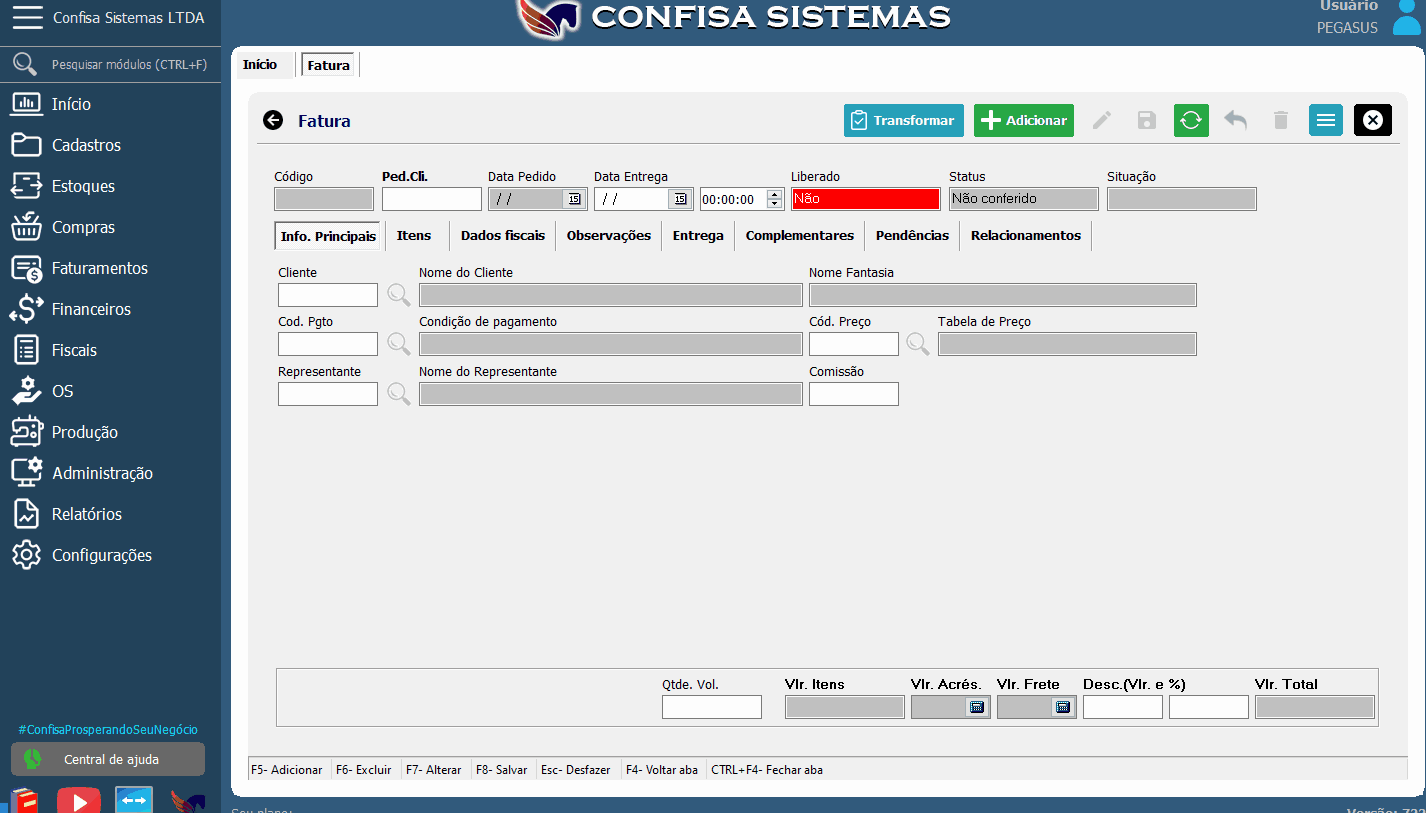 Confisa Sistemas LTDA
CONFISA SISTEMAS
Usuário
PEGASUS
Pesquisar módulos (CTRL+F)
Início
Cadastros
Estoques
Compras
Faturamentos
Financeiros
Fiscais
OS
Produção
Administração
Relatórios
Configurações
#ConfisaProsperandoSeuNegócio
Central de ajuda
Início Fatura
Fatura Transformar Adicionar
Código Ped.Cli. Data Pedido Data Entrega Liberado Status Situação
/ / 15 / / 15 00:00:00 Não Não conferido
Info. Principais Itens Dados fiscais Observações Entrega Complementares Pendências Relacionamentos
Cliente Nome do Cliente Nome Fantasia
Cod. Pgto Condição de pagamento Cód. Preço Tabela de Preço
Representante Nome do Representante Comissão
Qtde. Vol. Vlr. Itens Vlr. Acrés. Vlr. Frete Desc.(Vlr. e %) Vlr. Total
F5- Adicionar F6- Excluir F7- Alterar F8- Salvar Esc- Desfazer F4- Voltar aba CTRL+F4- Fechar aba
Seu plano:
Versão: